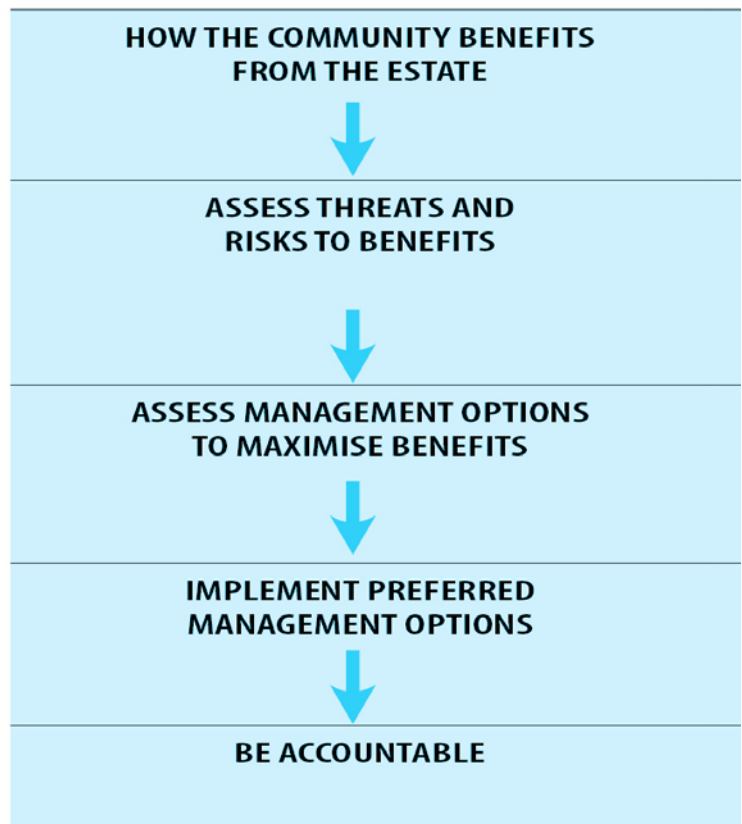 HOW THE COMMUNITY BENEFITS
FROM THE ESTATE
ASSESS THREATS AND
RISKS TO BENEFITS
ASSESS MANAGEMENT OPTIONS
TO MAXIMISE BENEFITS
IMPLEMENT PREFERRED
MANAGEMENT OPTIONS
BE ACCOUNTABLE